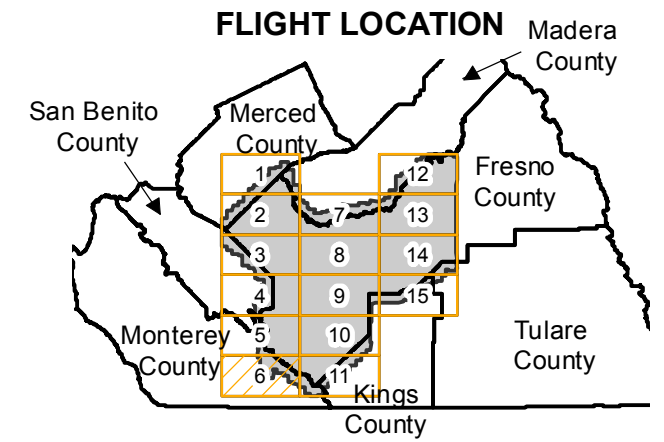 FLIGHT LOCATION
Madera
County
San Benito
County
Merced
County
Fresno
County
1
12
2
7
13
3
8
14
4
9
15
5
10
6
11
Monterey
County
Tulare
County
Kings
County